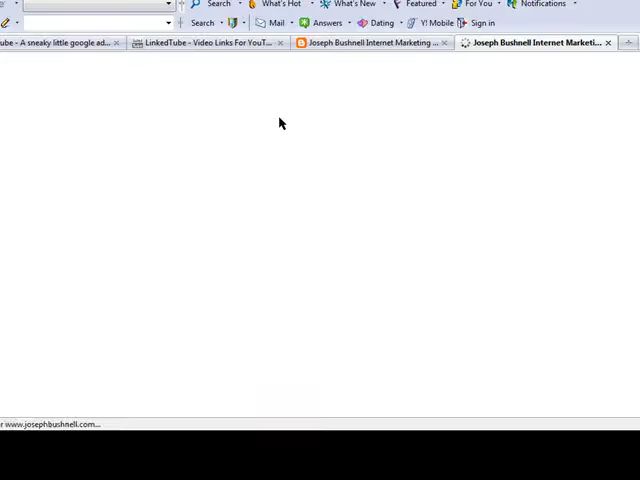 Search What's Hot What's New Featured For You Notifications
Search Mail Answers Dating Y! Mobile Sign in
ube - A sneaky little google ad... LinkedTube - Video Links For YouT... Joseph Bushnell Internet Marketing ... Joseph Bushnell Internet Marketi...
r www.josephbushnell.com...